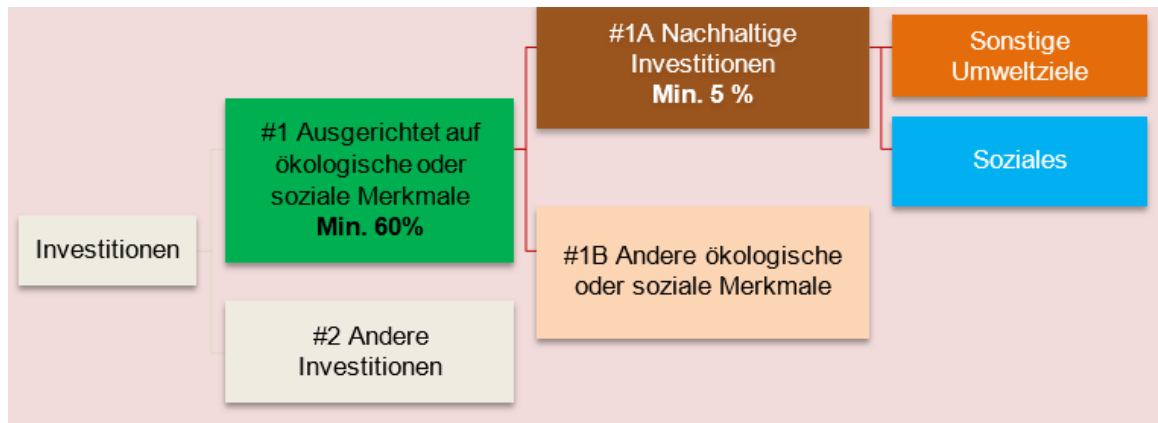 Investitionen
#1 Ausgerichtet auf
ökologische oder
soziale Merkmale
Min. 60%
#2 Andere
Investitionen
#1A Nachhaltige
Investitionen
Min. 5 %
#1B Andere ökologische
oder soziale Merkmale
Sonstige
Umweltziele
Soziales